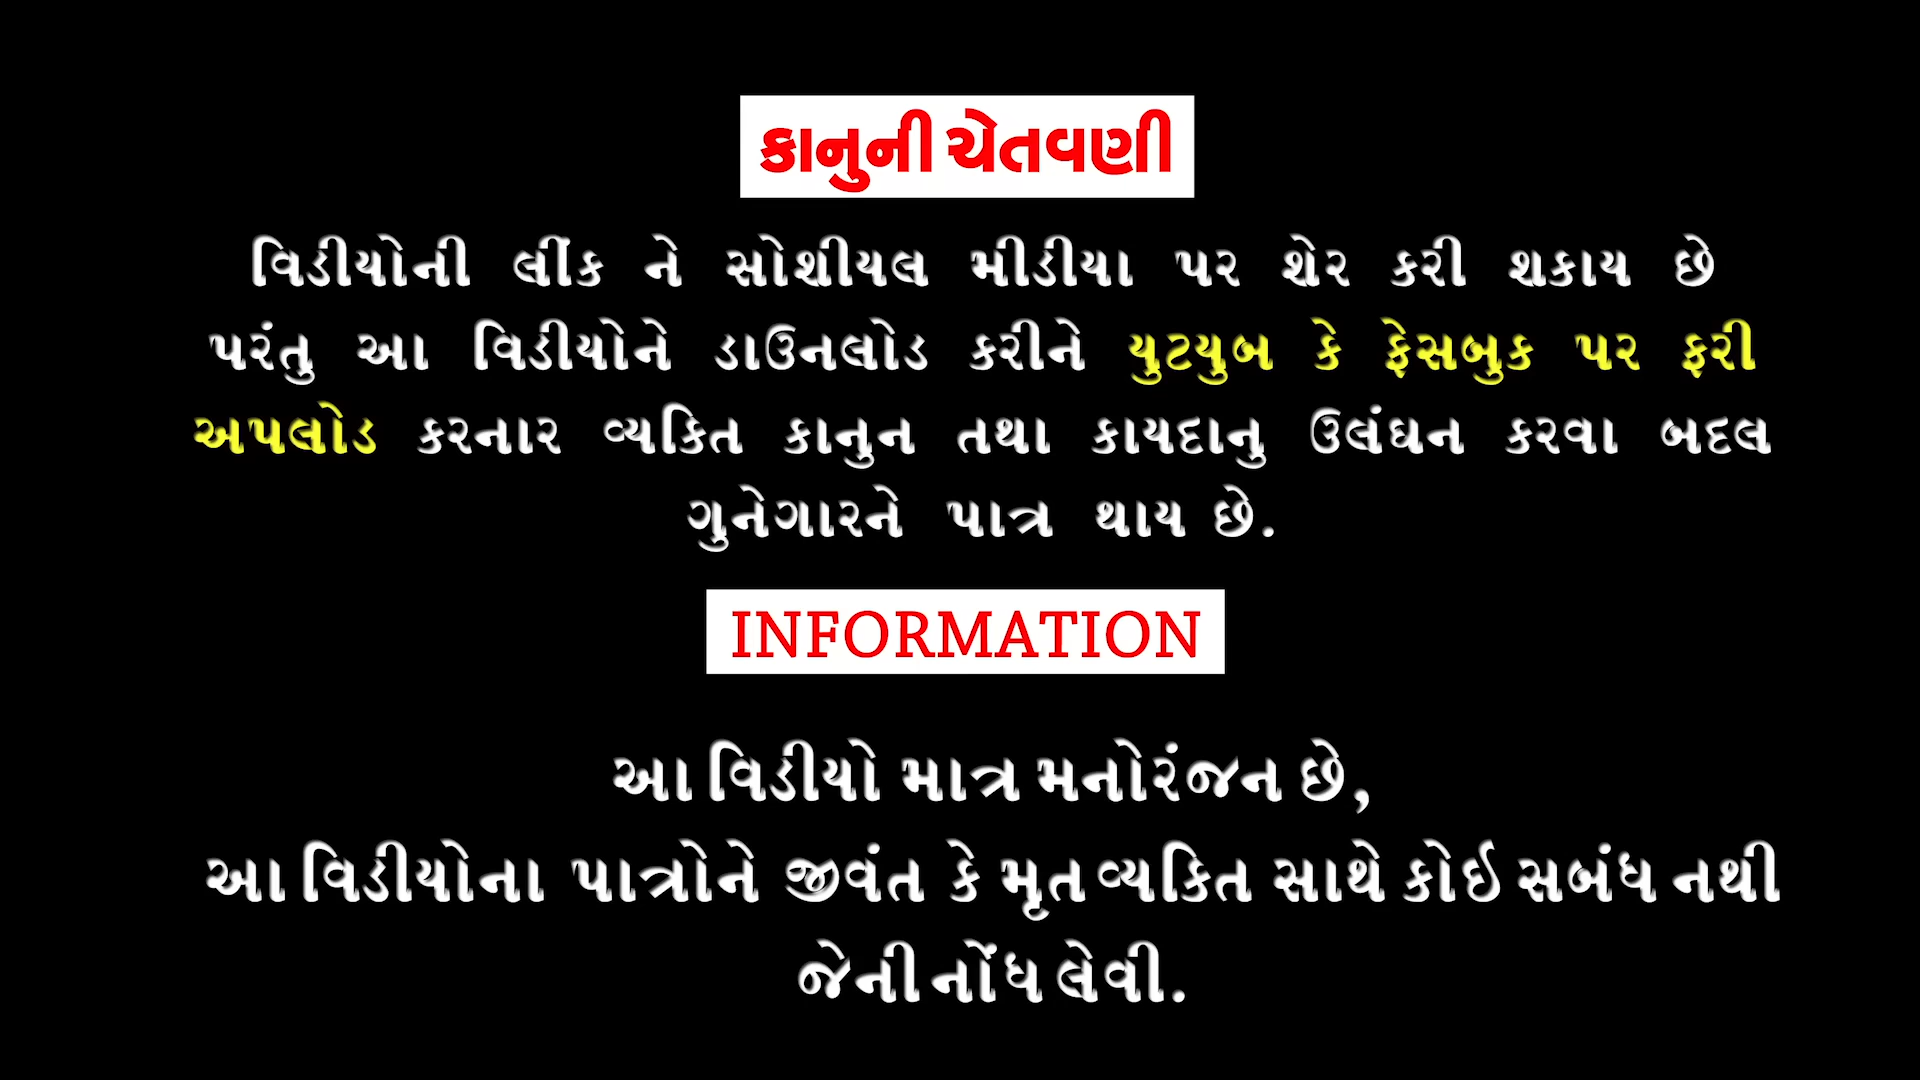 કાનુની ચેતવણી
વિડીયોની લીંક ને સોશીયલ મીડીયા પર શેર કરી શકાય છે
પરંતુ આ વિડીયોને ડાઉનલોડ કરીને યુટયુબ કે ફેસબુક પર ફરી
અપલોડ કરનાર વ્યકિત કાનુન તથા કાયદાનુ ઉલંઘન કરવા બદલ
ગુનેગારને પાત્ર થાય છે.
INFORMATION
આ વિડીયો માત્ર મનોરંજન છે,
આ વિડીયોના પાત્રોને જીવંત કે મૃત વ્યકિત સાથે કોઇ સબંધ નથી
જેની નોંધ લેવી.